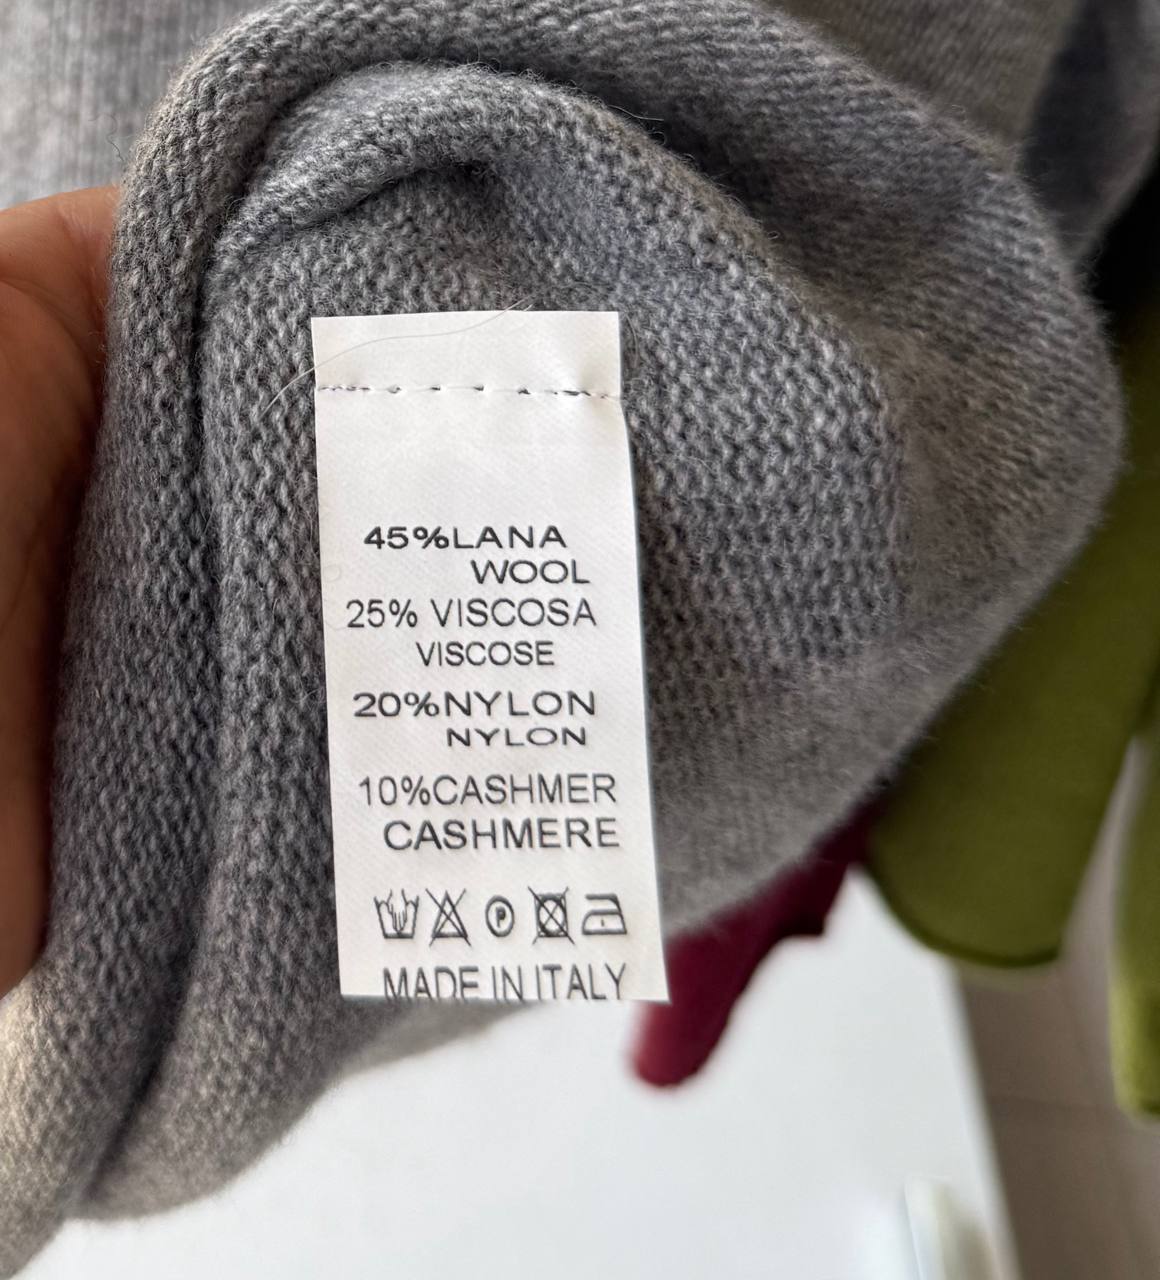 45%LANA
WOOL
25% VISCOSA
VISCOSE
20%NYLON
NYLON
10%CASHMER
CASHMERE
P
MADE IN ITALY